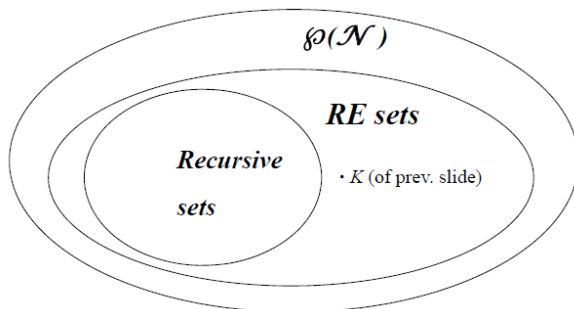 ℘(𝒩)
RE sets
Recursive
sets
· K (of prev. slide)